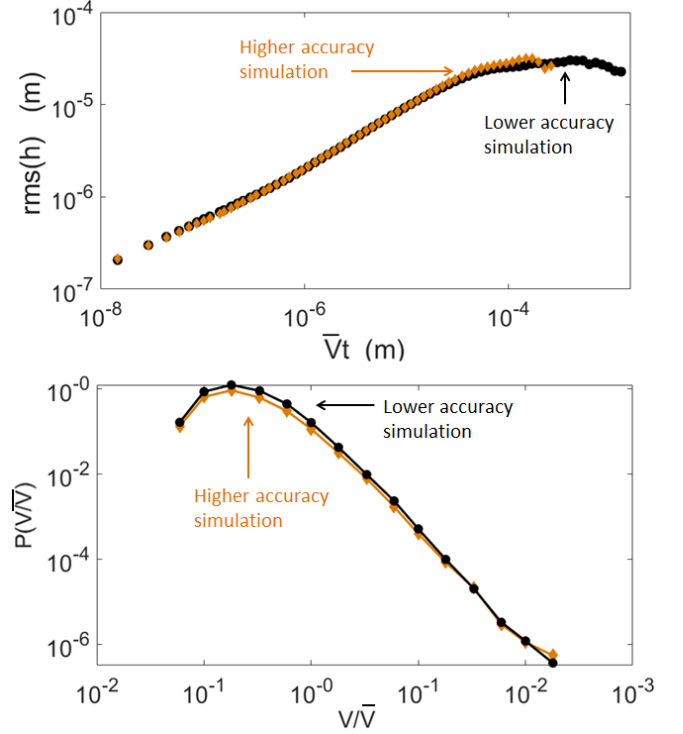 10^-4
Higher accuracy
simulation
10^-5
Lower accuracy
simulation
rms(h) (m)
10^-6
10^-7
10^-8 10^-6 10^-4 10^-4
V̅t (m)
10^-0
Lower accuracy
simulation
10^-2
Higher accuracy
simulation
P(V/V̅)
10^-4
10^-6
10^-2 10^-1 10^-0 10^-1 10^-2 10^-3
V/V̅